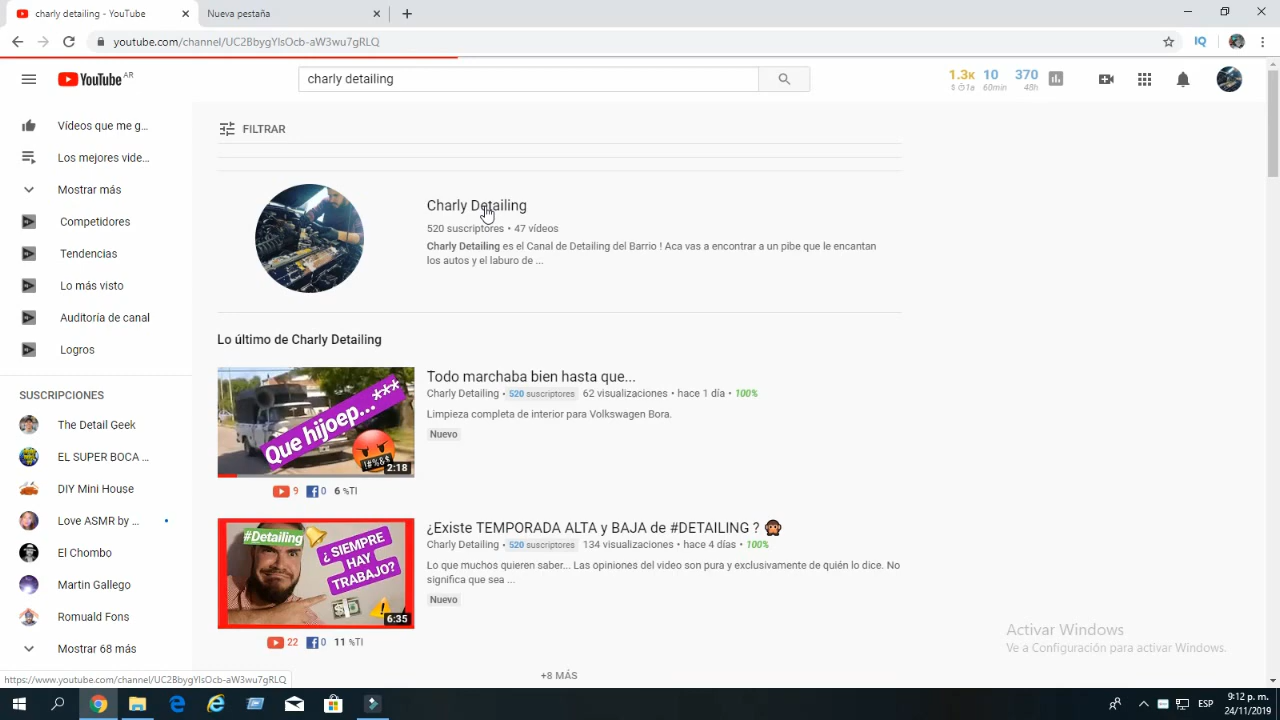 charly detailing - YouTube
Nueva pestaña
youtube.com/channel/UC2BbygYlsOcb-aW3wu7gRLQ
IQ
YouTube AR
charly detailing
1.3K 10 370
1a 60min 48h
Vídeos que me g...
Los mejores vide...
Mostrar más
Competidores
Tendencias
Lo más visto
Auditoría de canal
Logros
SUSCRIPCIONES
The Detail Geek
EL SUPER BOCA ...
DIY Mini House
Love ASMR by ...
El Chombo
Martin Gallego
Romuald Fons
Mostrar 68 más
FILTRAR
Charly Detailing
520 suscriptores • 47 vídeos
Charly Detailing es el Canal de Detailing del Barrio ! Aca vas a encontrar a un pibe que le encantan
los autos y el laburo de ...
Lo último de Charly Detailing
Que hijoep...***
!#%&$
2:18
9 0 6 %TI
Todo marchaba bien hasta que...
Charly Detailing • 520 suscriptores 62 visualizaciones • hace 1 día • 100%
Limpieza completa de interior para Volkswagen Bora.
Nuevo
#Detailing
¿ SIEMPRE
HAY
TRABAJO?
6:35
22 0 11 %TI
¿Existe TEMPORADA ALTA y BAJA de #DETAILING ? 🙊
Charly Detailing • 520 suscriptores 134 visualizaciones • hace 4 días • 100%
Lo que muchos quieren saber... Las opiniones del video son pura y exclusivamente de quién lo dice. No
significa que sea ...
Nuevo
+8 MÁS
Activar Windows
Ve a Configuración para activar Windows.
https://www.youtube.com/channel/UC2BbygYlsOcb-aW3wu7gRLQ
ESP
9:12 p. m.
24/11/2019